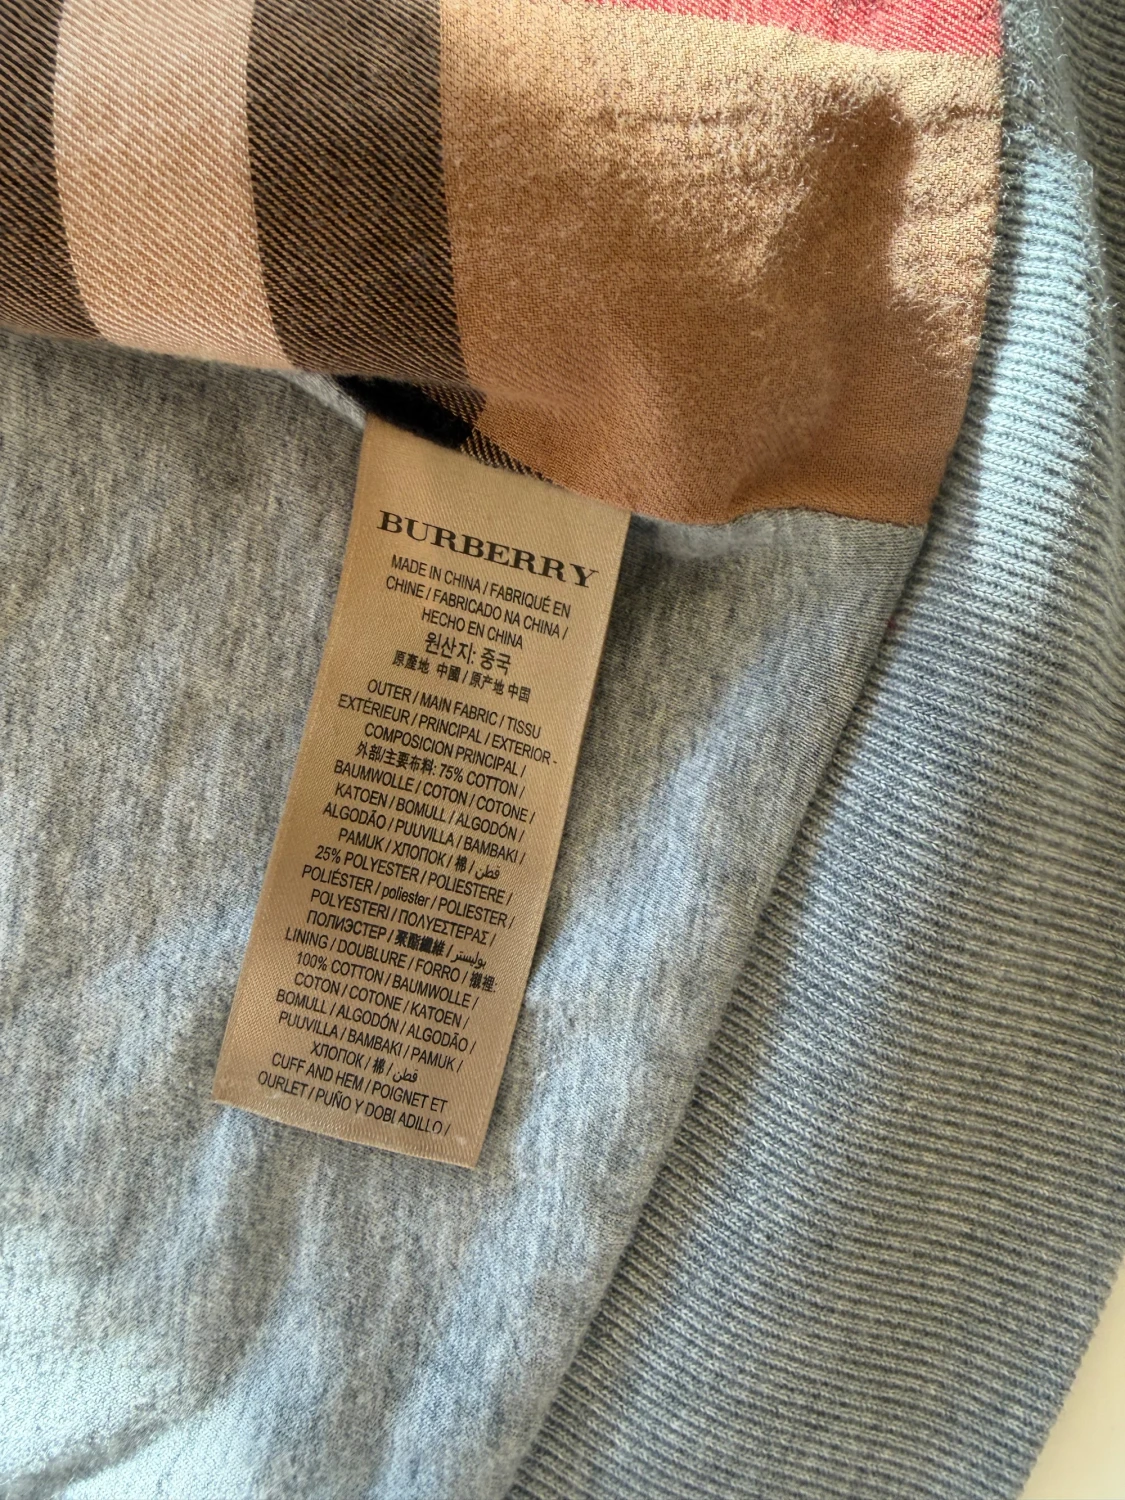 BURBERRY
MADE IN CHINA / FABRIQUÉ EN
CHINE / FABRICADO NA CHINA /
HECHO EN CHINA
원산지: 중국
原產地 中國 / 原产地 中国
OUTER / MAIN FABRIC / TISSU
EXTÉRIEUR / PRINCIPAL / EXTERIOR -
COMPOSICION PRINCIPAL /
外部/主要布料: 75% COTTON /
BAUMWOLLE / COTON / COTONE /
KATOEN / BOMULL / ALGODÓN /
ALGODÃO / PUUVILLA / BAMBAKI /
PAMUK / ХЛОПОК / 棉 / قطن
25% POLYESTER / POLIESTERE /
POLIÉSTER / poliester / POLIESTER /
POLYESTERI / ΠΟΛΥΕΣΤΕΡΑΣ /
ПОЛИЭСТЕР / 聚酯纖維 / بوليستر
LINING / DOUBLURE / FORRO / 襯裡:
100% COTTON / BAUMWOLLE /
COTON / COTONE / KATOEN /
BOMULL / ALGODÓN / ALGODÃO /
PUUVILLA / BAMBAKI / PAMUK /
ХЛОПОК / 棉 / قطن
CUFF AND HEM / POIGNET ET
OURLET / PUÑO Y DOBLADILLO /